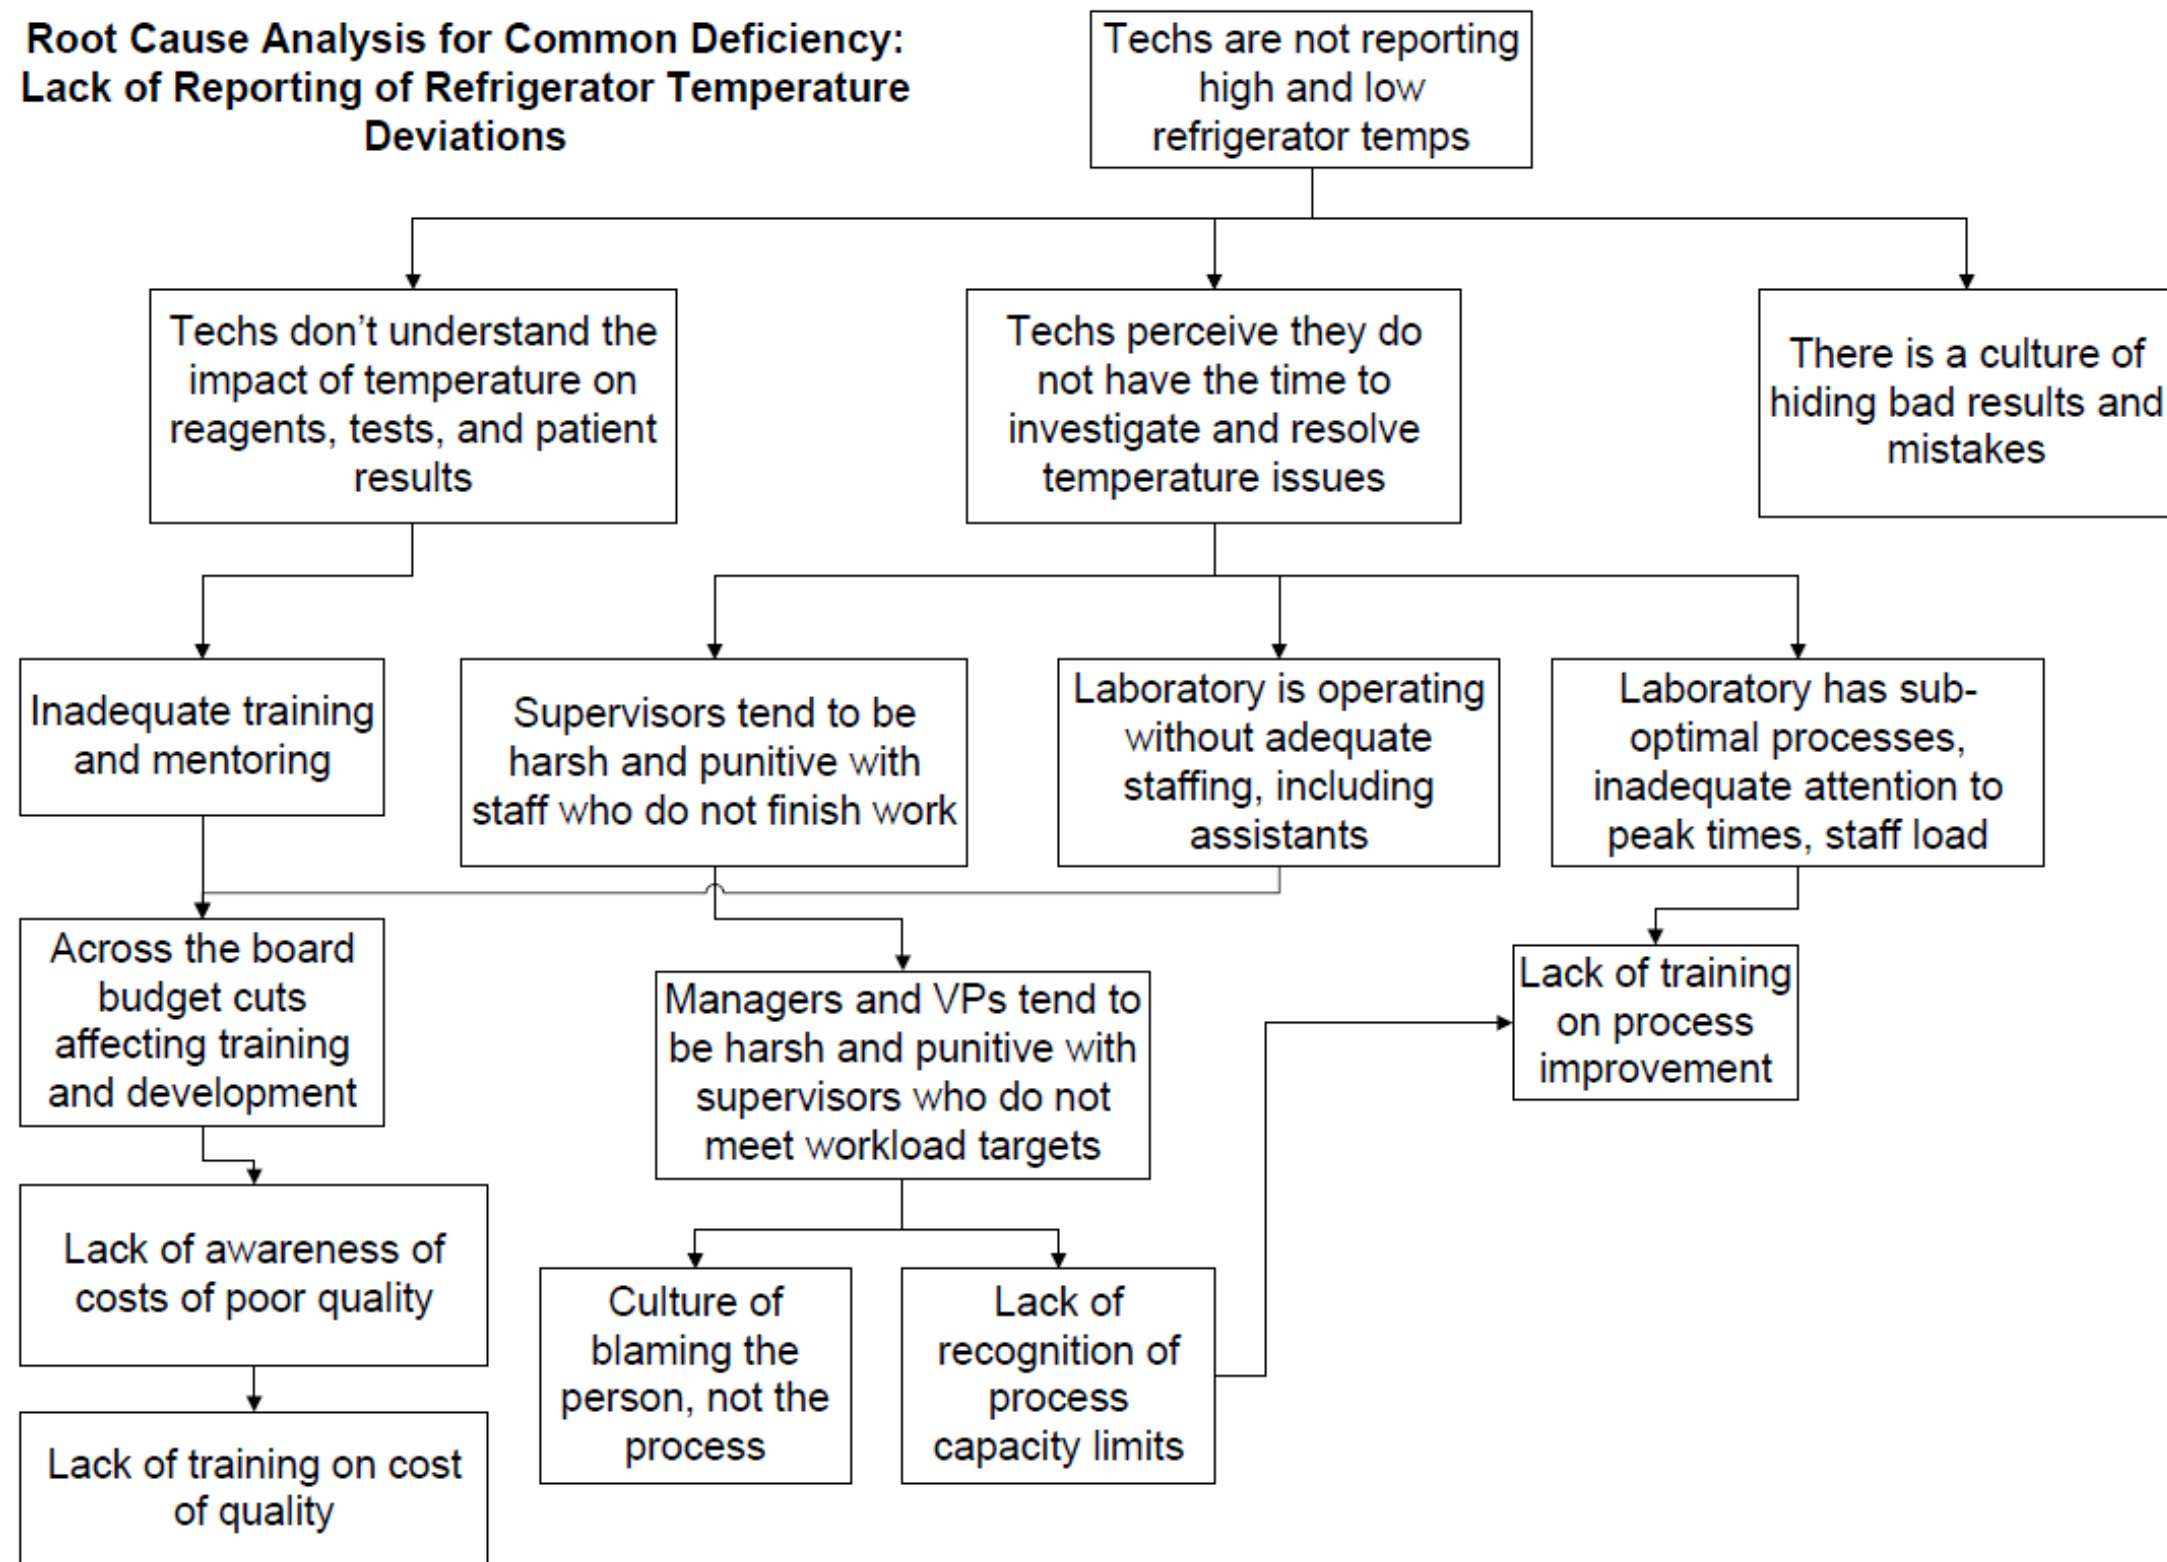 Root Cause Analysis for Common Deficiency:
Lack of Reporting of Refrigerator Temperature
Deviations
Techs are not reporting
high and low
refrigerator temps
Techs don’t understand the
impact of temperature on
reagents, tests, and patient
results
Techs perceive they do
not have the time to
investigate and resolve
temperature issues
There is a culture of
hiding bad results and
mistakes
Inadequate training
and mentoring
Supervisors tend to be
harsh and punitive with
staff who do not finish work
Laboratory is operating
without adequate
staffing, including
assistants
Laboratory has sub-
optimal processes,
inadequate attention to
peak times, staff load
Across the board
budget cuts
affecting training
and development
Managers and VPs tend to
be harsh and punitive with
supervisors who do not
meet workload targets
Lack of training
on process
improvement
Lack of awareness of
costs of poor quality
Culture of
blaming the
person, not the
process
Lack of
recognition of
process
capacity limits
Lack of training on cost
of quality